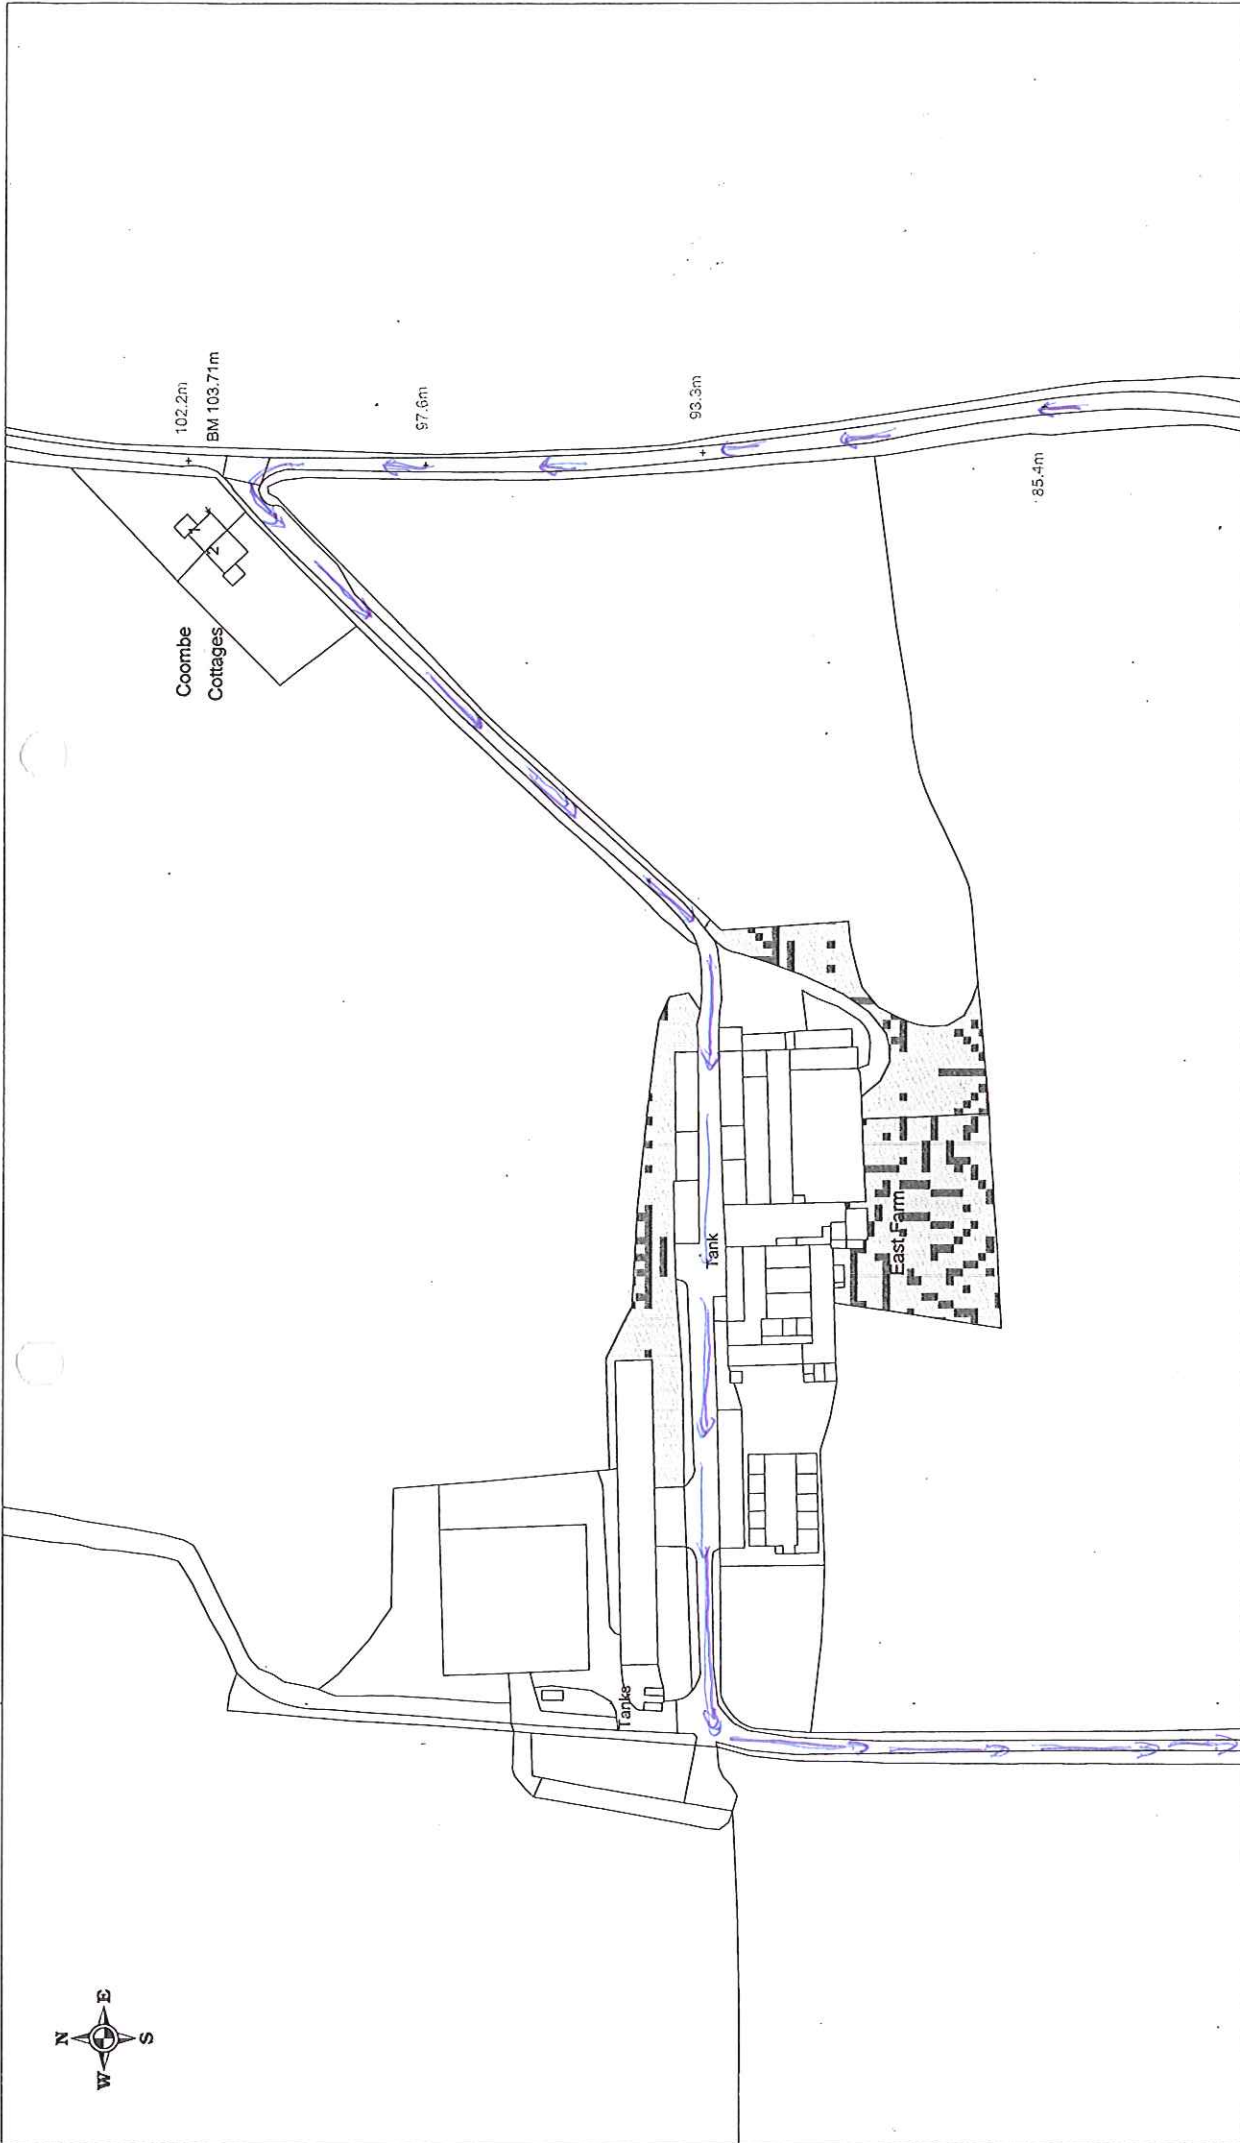 102.2m
BM 103.71m
97.6m
93.3m
85.4m
1
2
Coombe
Cottages
Tank
East Farm
Tanks
N
E
S
W